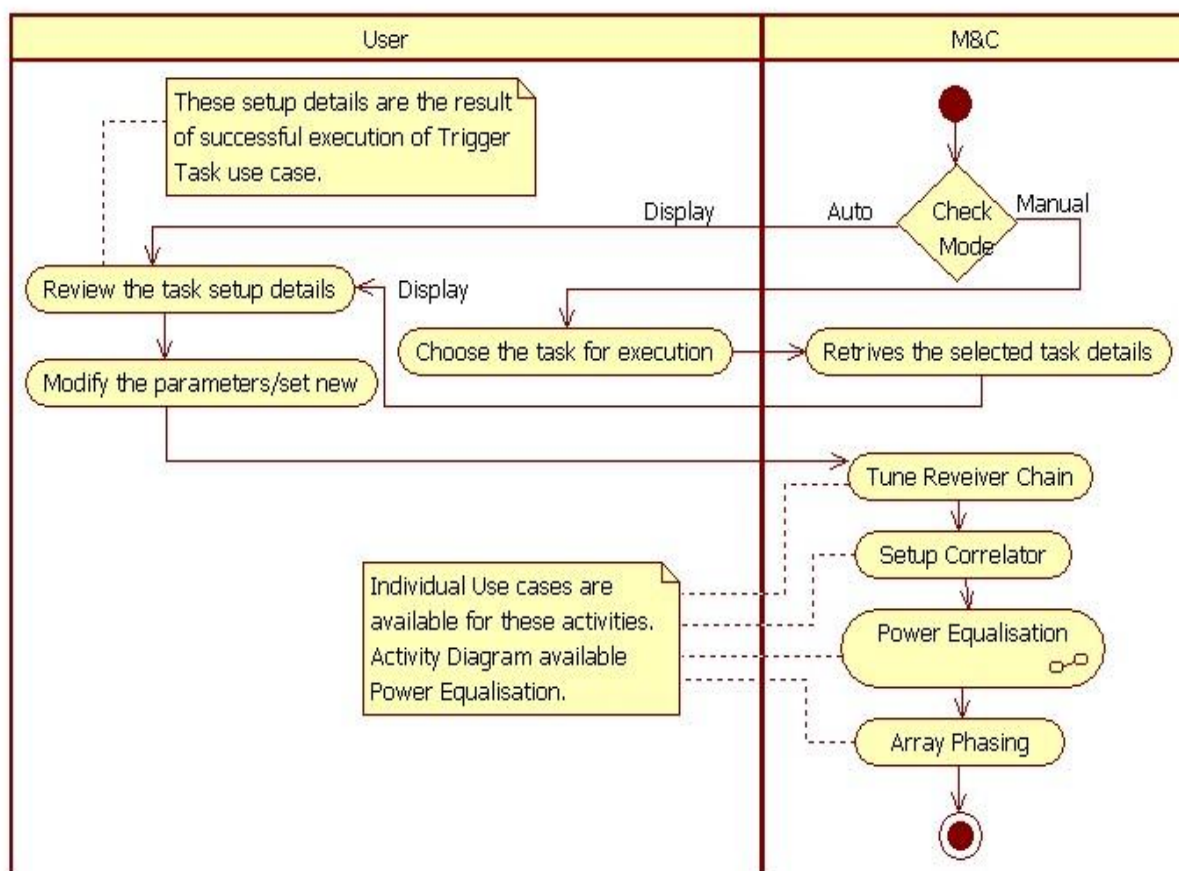 User
M&C
These setup details are the result
of successful execution of Trigger
Task use case.
Display
Auto
Check
Mode
Manual
Review the task setup details
Display
Choose the task for execution
Retrives the selected task details
Modify the parameters/set new
Tune Reveiver Chain
Setup Correlator
Individual Use cases are
available for these activities.
Activity Diagram available
Power Equalisation.
Power Equalisation
Array Phasing